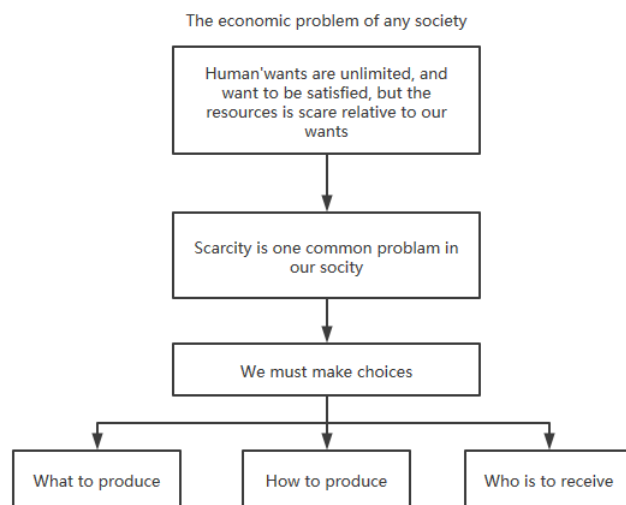 The economic problem of any society
Human'wants are unlimited, and
want to be satisfied, but the
resources is scare relative to our
wants
Scarcity is one common problam in
our socity
We must make choices
What to produce
How to produce
Who is to receive